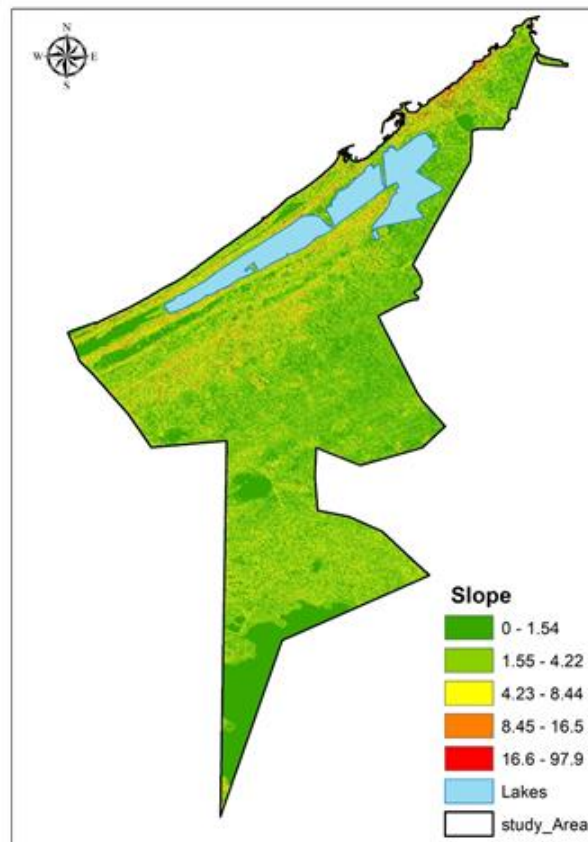 N
W E
S
Slope
0 - 1.54
1.55 - 4.22
4.23 - 8.44
8.45 - 16.5
16.6 - 97.9
Lakes
study_Area